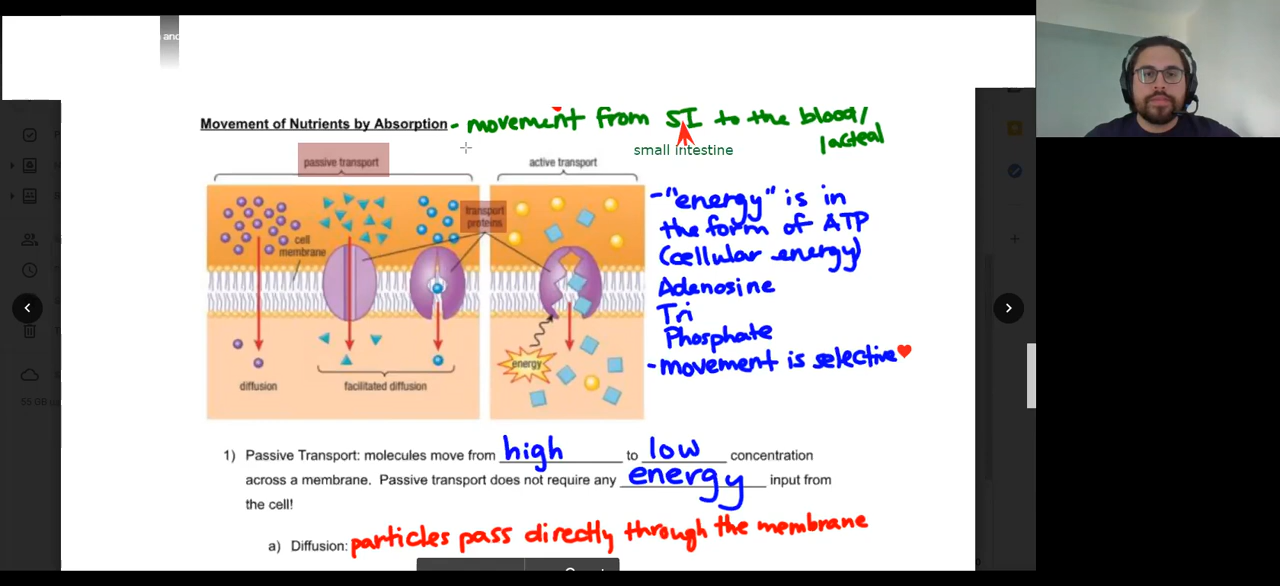 and
Movement of Nutrients by Absorption - movement from SI to the blood/
lacteal
small intestine
passive transport
active transport
transport
proteins
cell
membrane
energy
diffusion
facilitated diffusion
- "energy" is in
the form of ATP
(cellular energy)
Adenosine
Tri
Phosphate
- movement is selective
1) Passive Transport: molecules move from high to low concentration
across a membrane. Passive transport does not require any energy input from
the cell!
a) Diffusion: particles pass directly through the membrane